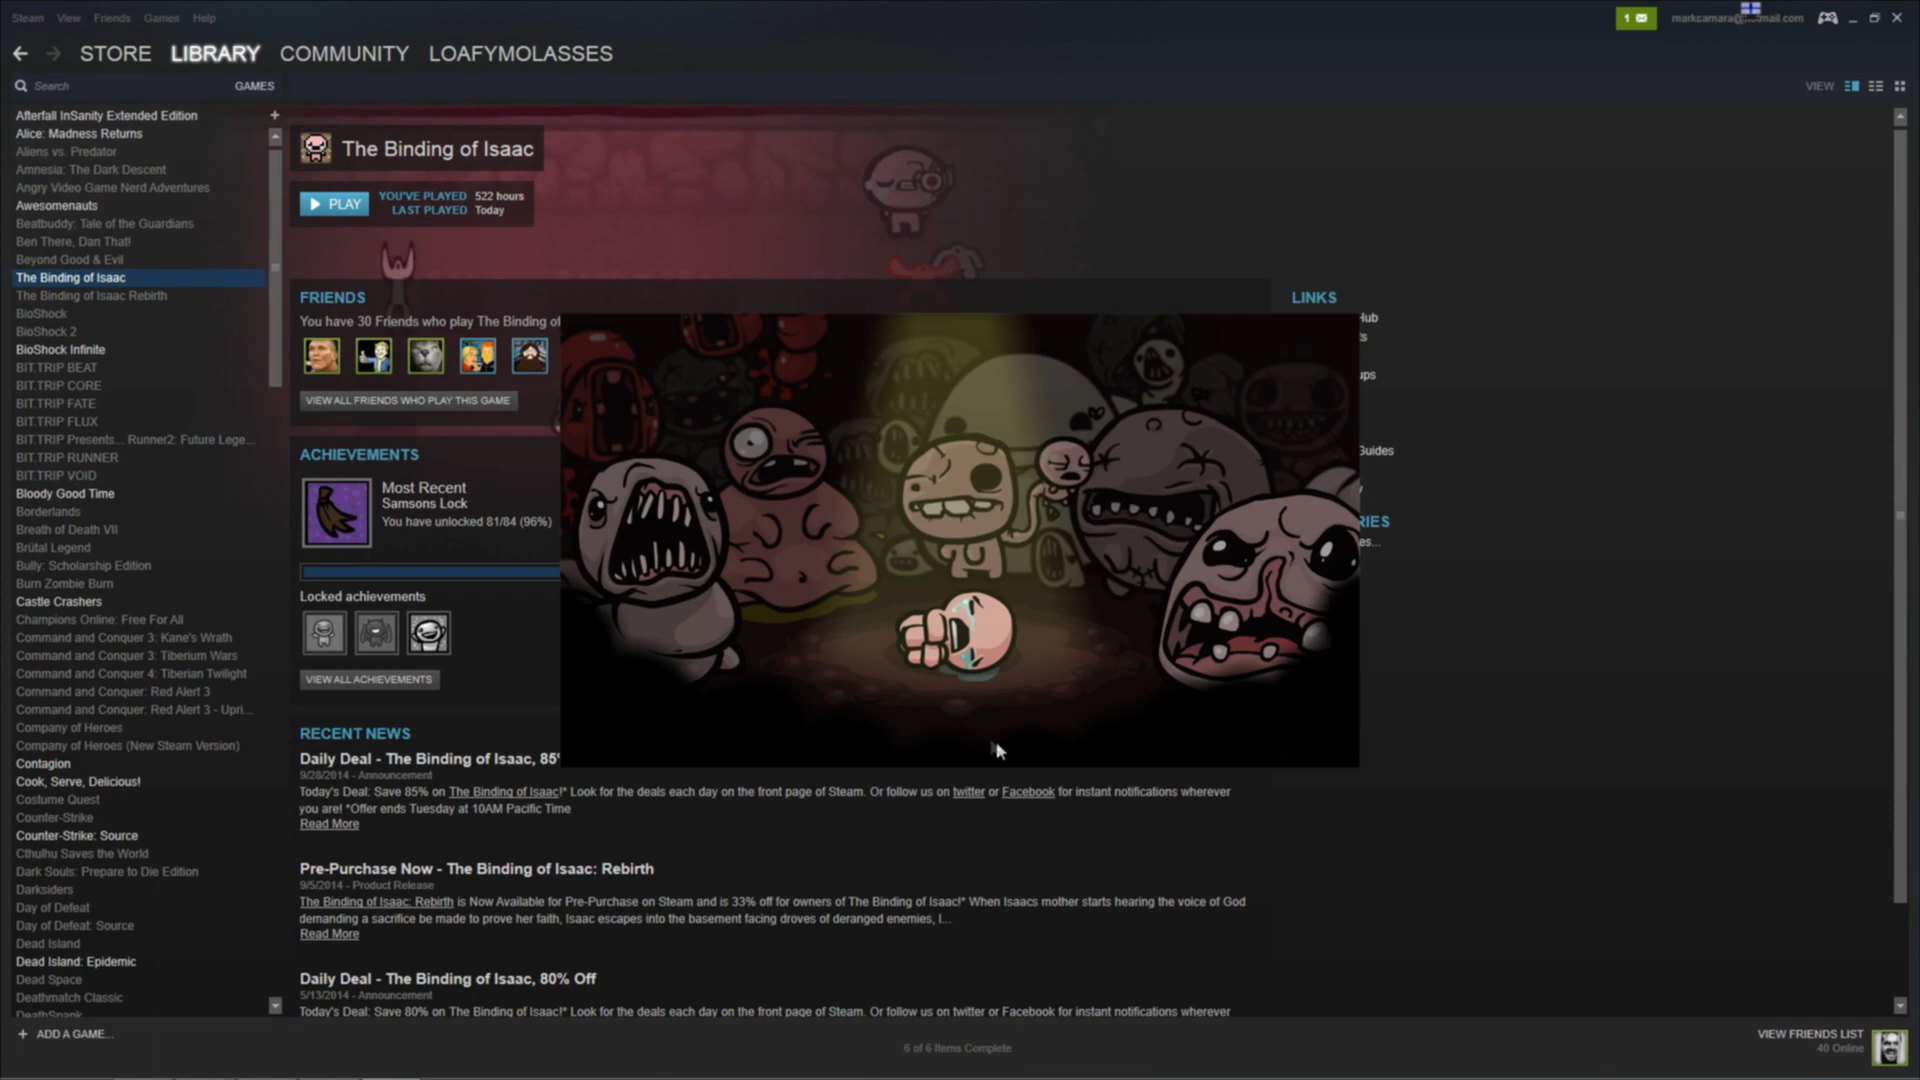 Steam View Friends Games Help
1
STORE LIBRARY COMMUNITY LOAFYMOLASSES
Search GAMES
VIEW
Afterfall InSanity Extended Edition
Alice: Madness Returns
Aliens vs. Predator
Amnesia: The Dark Descent
Angry Video Game Nerd Adventures
Awesomenauts
Beatbuddy: Tale of the Guardians
Ben There, Dan That!
Beyond Good & Evil
The Binding of Isaac
The Binding of Isaac Rebirth
BioShock
BioShock 2
BioShock Infinite
BIT.TRIP BEAT
BIT.TRIP CORE
BIT.TRIP FATE
BIT.TRIP FLUX
BIT.TRIP Presents... Runner2: Future Lege...
BIT.TRIP RUNNER
BIT.TRIP VOID
Bloody Good Time
Borderlands
Breath of Death VII
Brütal Legend
Bully: Scholarship Edition
Burn Zombie Burn
Castle Crashers
Champions Online: Free For All
Command and Conquer 3: Kane's Wrath
Command and Conquer 3: Tiberium Wars
Command and Conquer 4: Tiberian Twilight
Command and Conquer: Red Alert 3
Command and Conquer: Red Alert 3 - Upri...
Company of Heroes
Company of Heroes (New Steam Version)
Contagion
Cook, Serve, Delicious!
Costume Quest
Counter-Strike
Counter-Strike: Source
Cthulhu Saves the World
Dark Souls: Prepare to Die Edition
Darksiders
Day of Defeat
Day of Defeat: Source
Dead Island
Dead Island: Epidemic
Dead Space
Deathmatch Classic
DeathSpank
+ ADD A GAME...
The Binding of Isaac
PLAY
YOU'VE PLAYED 522 hours
LAST PLAYED Today
FRIENDS
You have 30 Friends who play The Binding of
VIEW ALL FRIENDS WHO PLAY THIS GAME
ACHIEVEMENTS
Most Recent
Samsons Lock
You have unlocked 81/84 (96%)
Locked achievements
VIEW ALL ACHIEVEMENTS
RECENT NEWS
Daily Deal - The Binding of Isaac, 85
9/28/2014 - Announcement
Today's Deal: Save 85% on The Binding of Isaac!* Look for the deals each day on the front page of Steam. Or follow us on twitter or Facebook for instant notifications wherever
you are! *Offer ends Tuesday at 10AM Pacific Time
Read More
Pre-Purchase Now - The Binding of Isaac: Rebirth
9/5/2014 - Product Release
The Binding of Isaac: Rebirth is Now Available for Pre-Purchase on Steam and is 33% off for owners of The Binding of Isaac!* When Isaacs mother starts hearing the voice of God
demanding a sacrifice be made to prove her faith, Isaac escapes into the basement facing droves of deranged enemies, l...
Read More
Daily Deal - The Binding of Isaac, 80% Off
5/13/2014 - Announcement
Today's Deal: Save 80% on The Binding of Isaac!* Look for the deals each day on the front page of Steam. Or follow us on twitter or Facebook for instant notifications wherever
LINKS
Guides
6 of 6 Items Complete
VIEW FRIENDS LIST
40 Online